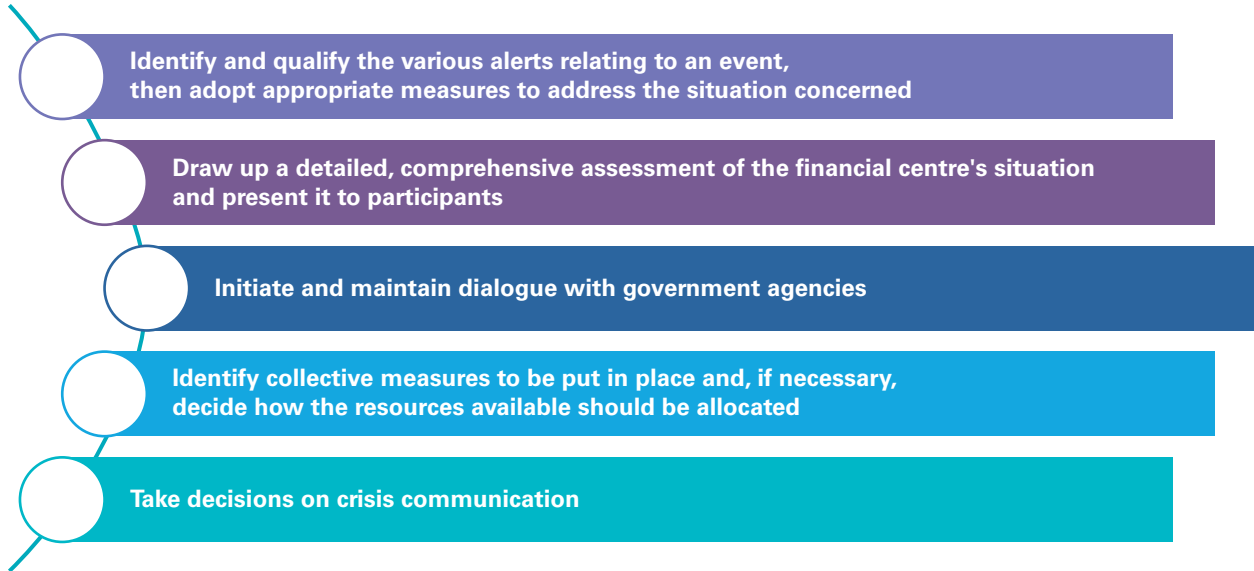 Identify and qualify the various alerts relating to an event,
then adopt appropriate measures to address the situation concerned
Draw up a detailed, comprehensive assessment of the financial centre's situation
and present it to participants
Initiate and maintain dialogue with government agencies
Identify collective measures to be put in place and, if necessary,
decide how the resources available should be allocated
Take decisions on crisis communication